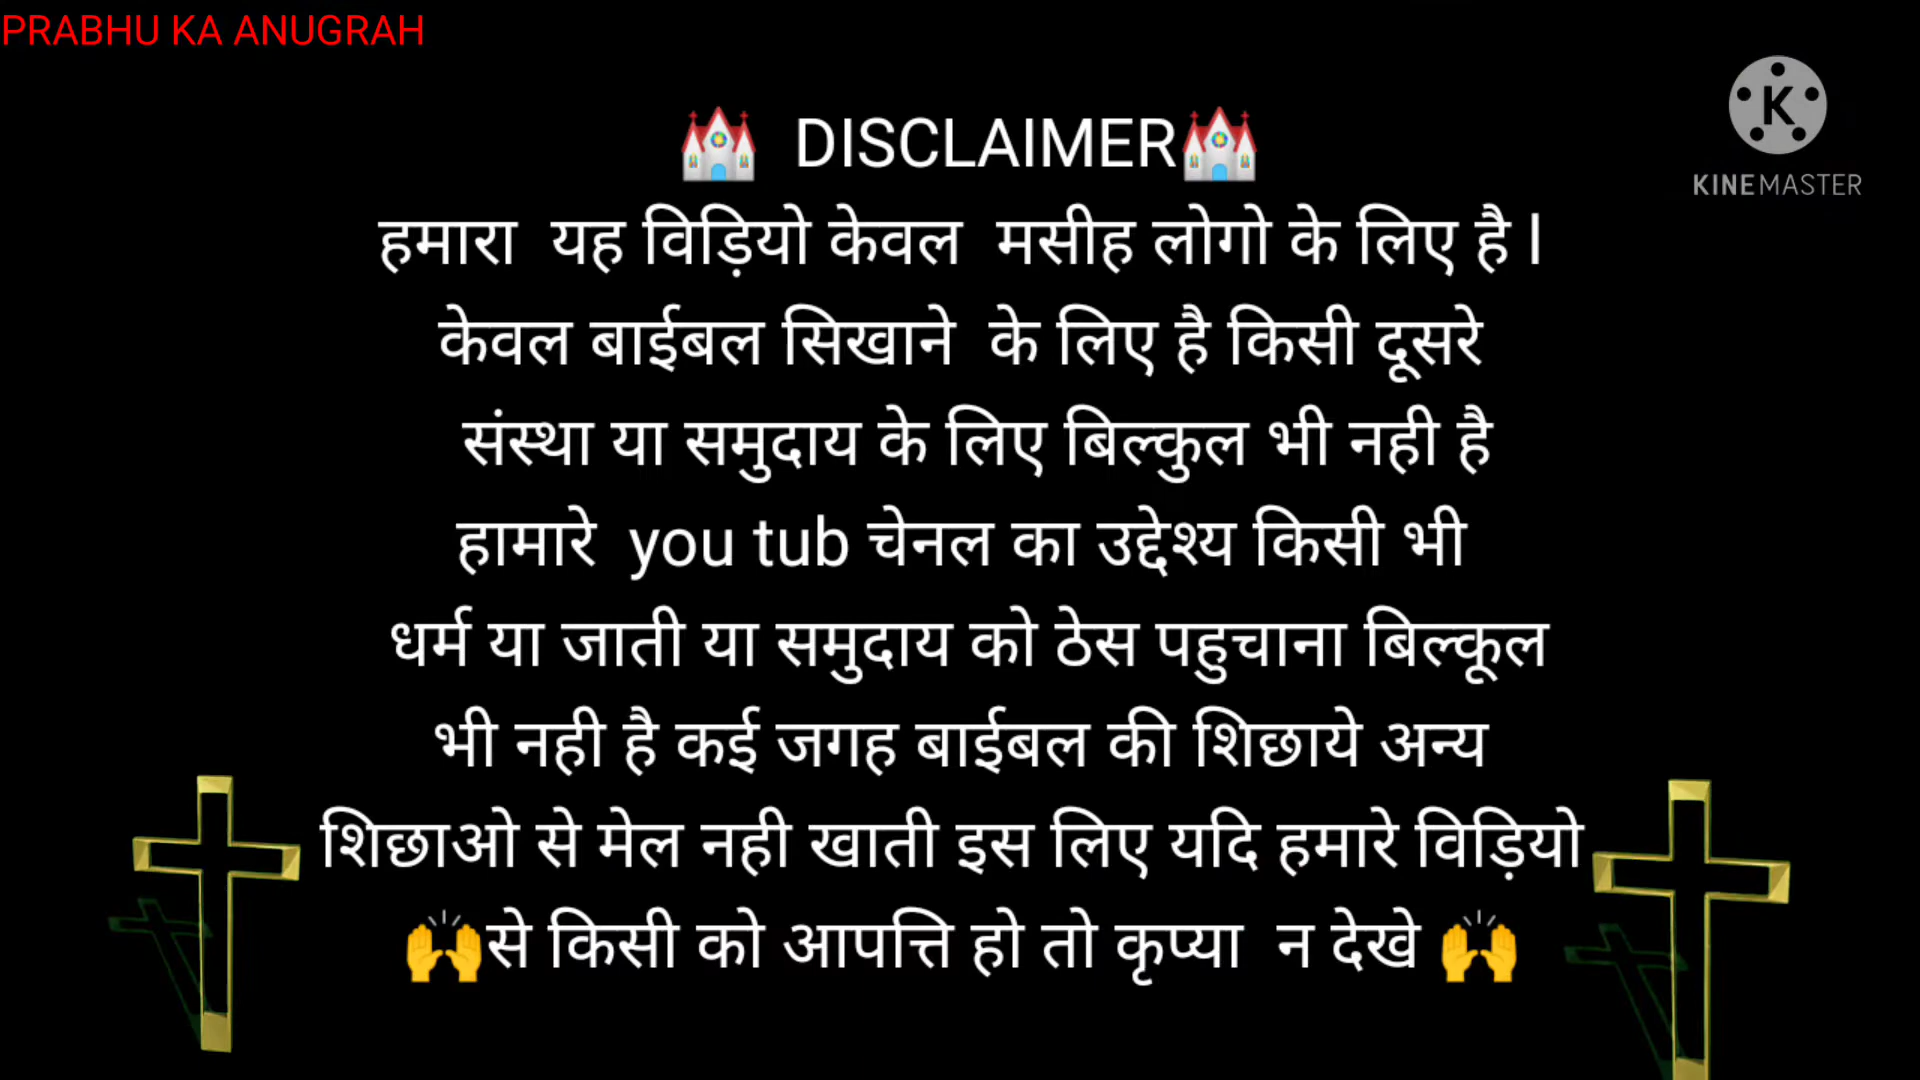 PRABHU KA ANUGRAH
K
KINEMASTER
⛪ DISCLAIMER⛪
हमारा यह विड़ियो केवल मसीह लोगो के लिए है l
केवल बाईबल सिखाने के लिए है किसी दूसरे
संस्था या समुदाय के लिए बिल्कुल भी नही है
हामारे you tub चेनल का उद्देश्य किसी भी
धर्म या जाती या समुदाय को ठेस पहुचाना बिल्कूल
भी नही है कई जगह बाईबल की शिछाये अन्य
शिछाओ से मेल नही खाती इस लिए यदि हमारे विड़ियो
🙌से किसी को आपत्ति हो तो कृप्या न देखे 🙌